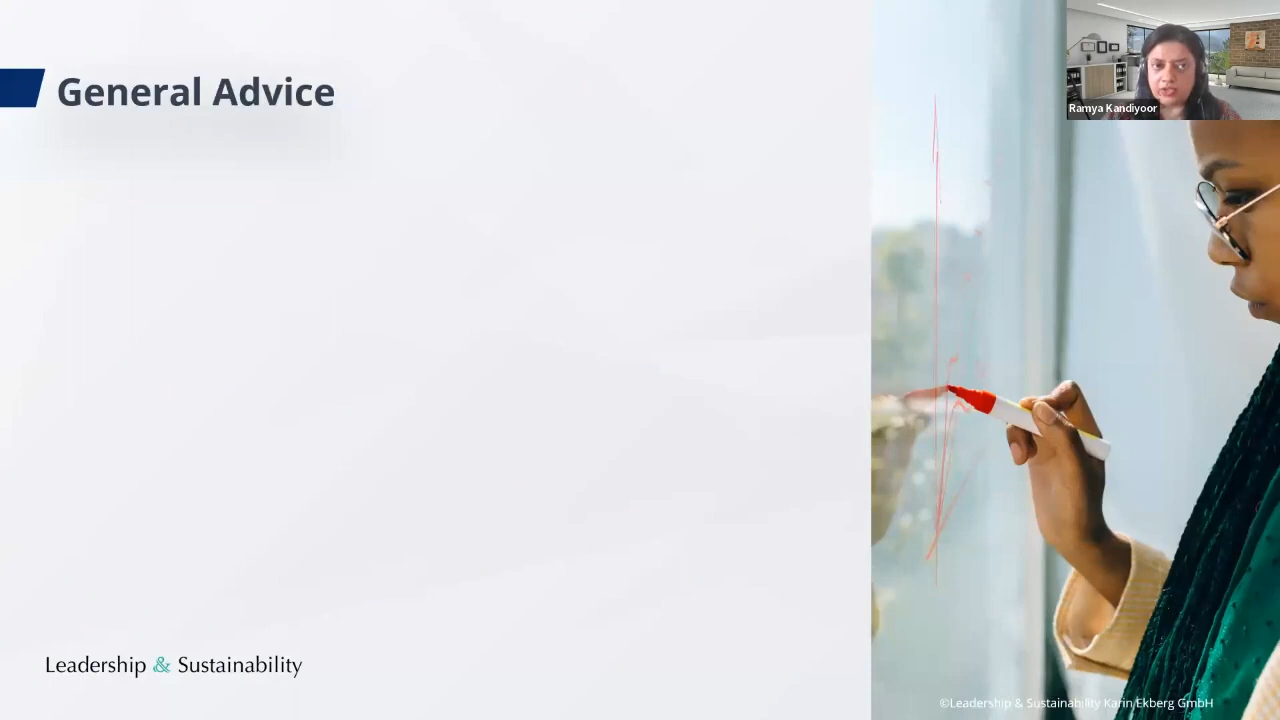 General Advice
Ramya Kandiyoor
Leadership & Sustainability
©Leadership & Sustainability Karin Ekberg GmbH